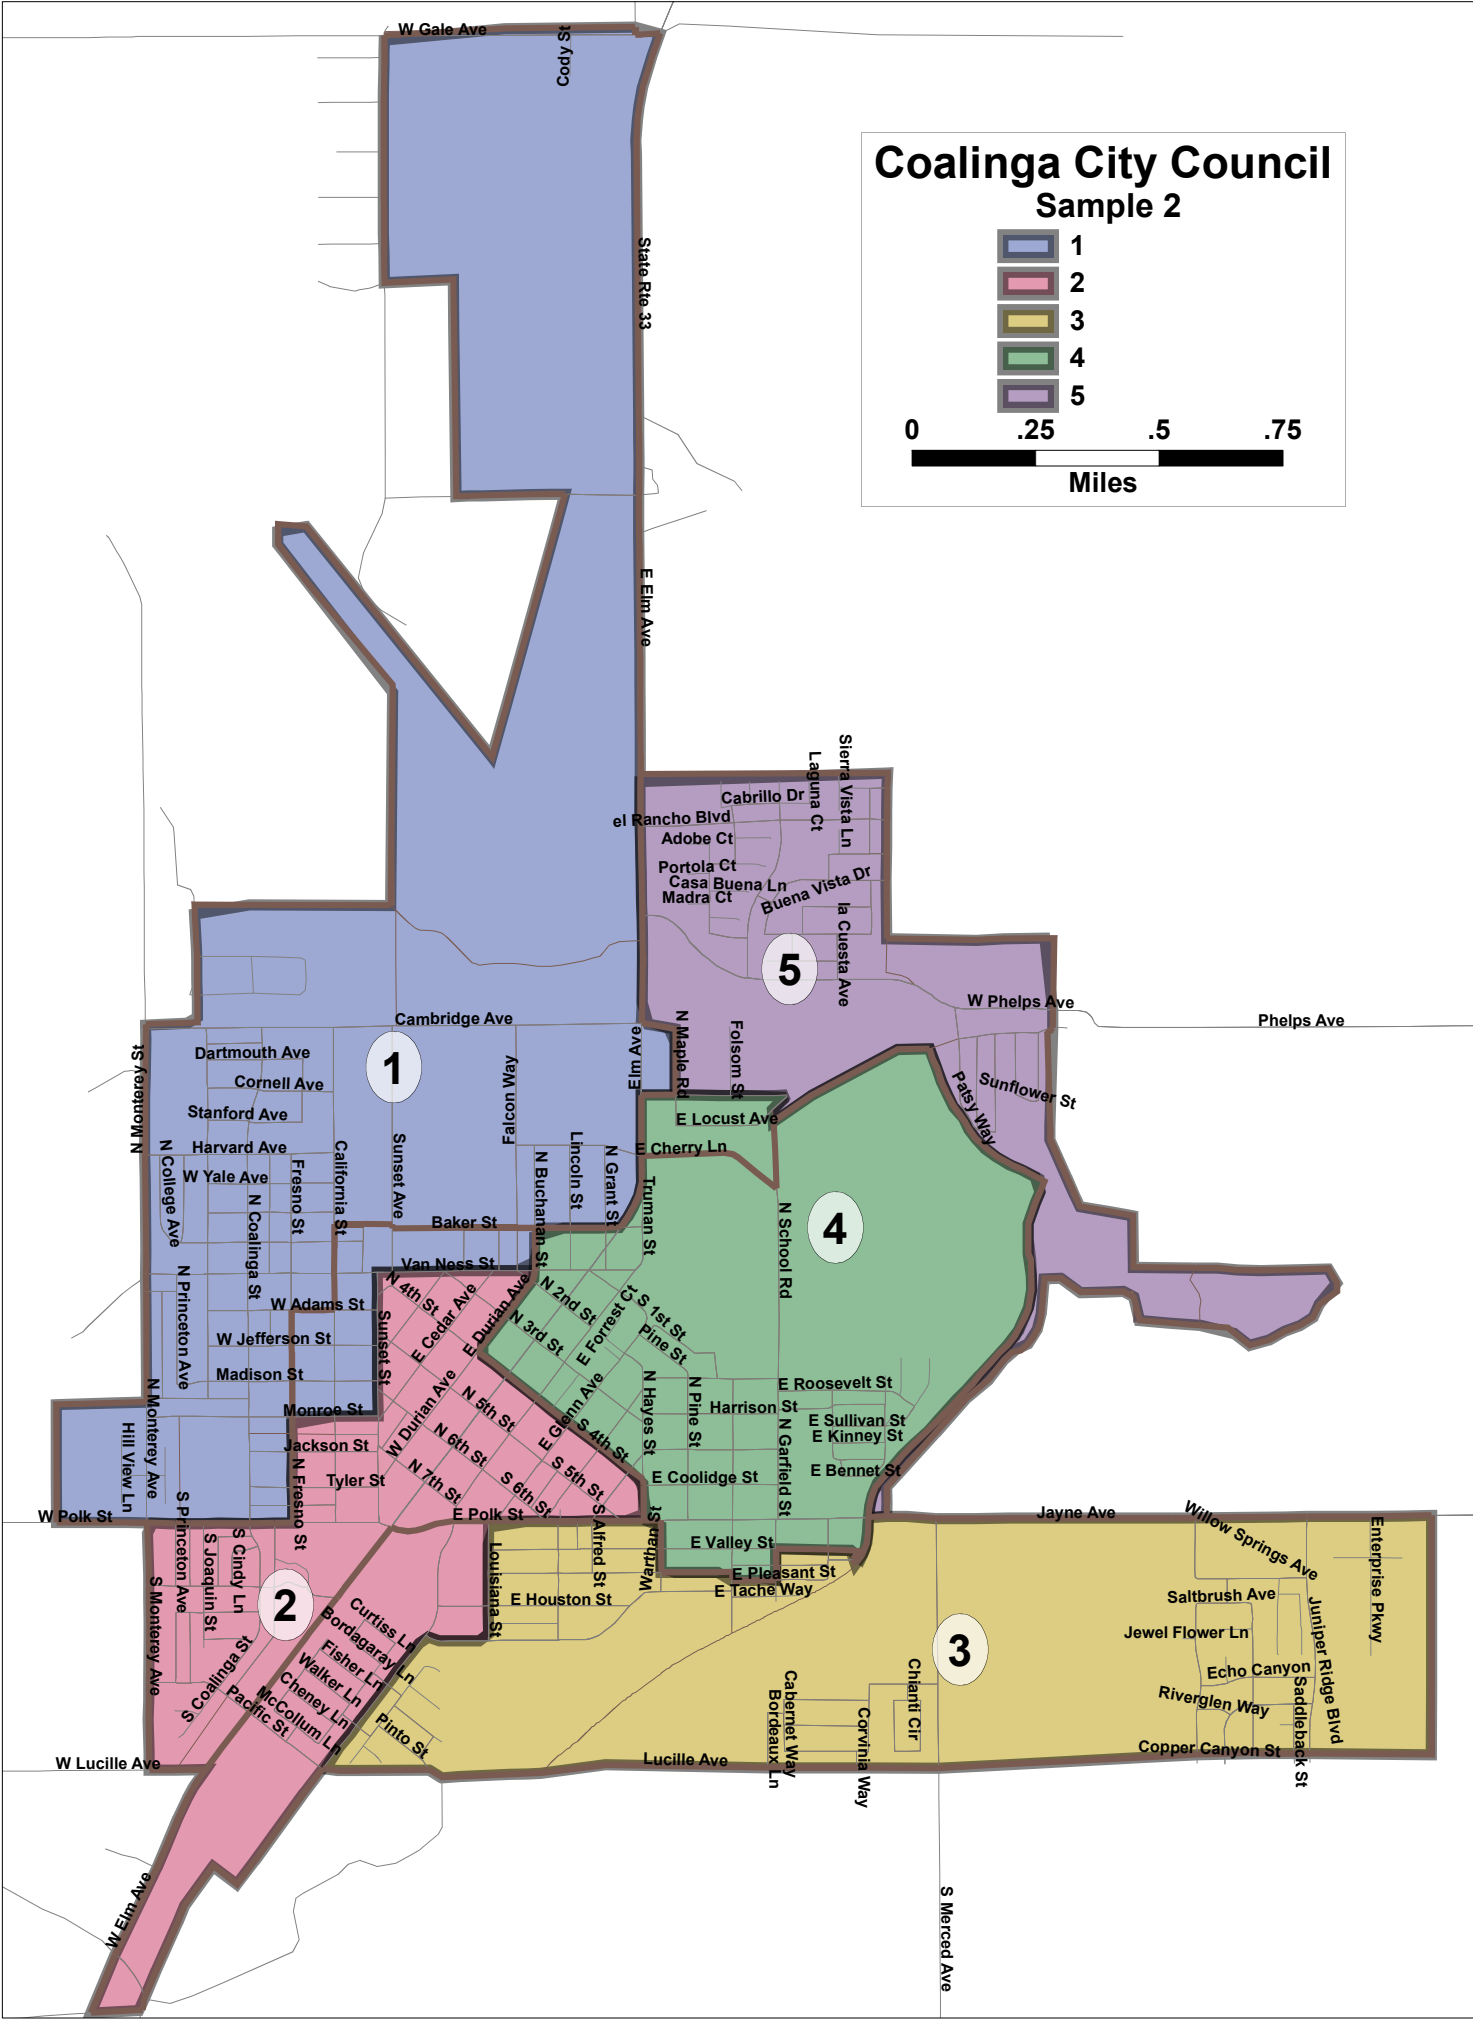 W Gale Ave
Copy St
Coalinga City Council
Sample 2
1
2
3
4
5
0 .25 .5 .75
Miles
State Rte 33
E Elm Ave
Sierra Vista Ln
Laguna Ct
Cabrillo Dr
el Rancho Blvd
Adobe Ct
Portola Ct
Casa Buena Ln
Madra Ct
Buena Vista Dr
la Cuesta Ave
5
W Phelps Ave
Phelps Ave
Cambridge Ave
N Maple Rd
Folsom St
Elm Ave
N Monterey St
Dartmouth Ave
1
Cornell Ave
Falcon Way
Sunflower St
Patsy Way
Stanford Ave
E Locust Ave
Harvard Ave
E Cherry Ln
N College Ave
W Yale Ave
Fresno St
California St
Sunset Ave
N Buchanan St
Lincoln St
N Grant St
Truman St
N Coalinga St
Baker St
N School Rd
4
Van Ness St
N Princeton Ave
W Adams St
N 4th St
E Cedar Ave
E Durian Ave
N 2nd St
N 3rd St
E Forrest Ct
S 1st St
Pine St
W Jefferson St
Sunset St
Madison St
E Roosevelt St
N Monterey Ave
Monroe St
W Durian Ave
N 5th St
E Glenn Ave
N Hayes St
N Pine St
Harrison St
N Garfield St
E Sullivan St
E Kinney St
Hill View Ln
Jackson St
N 6th St
S 4th St
Tyler St
N 7th St
S 5th St
S 6th St
E Coolidge St
E Bennet St
N Fresno St
W Polk St
E Polk St
Jayne Ave
S Princeton Ave
S Joaquin St
S Cindy Ln
Louisiana St
S Alfred St
Warthan St
E Valley St
E Pleasant St
E Tache Way
Willow Springs Ave
Enterprise Pkwy
S Monterey Ave
2
E Houston St
Saltbrush Ave
Curtiss Ln
Bordagaray Ln
Fisher Ln
Walker Ln
Cheney Ln
McCollum Ln
Pacific St
S Coalinga St
Jewel Flower Ln
Juniper Ridge Blvd
3
Echo Canyon
Riverglen Way
Saddleback St
Pinto St
Cabernet Way
Bordeaux Ln
Corvinia Way
Chianti Cir
Copper Canyon St
W Lucille Ave
Lucille Ave
W Elm Ave
S Merced Ave